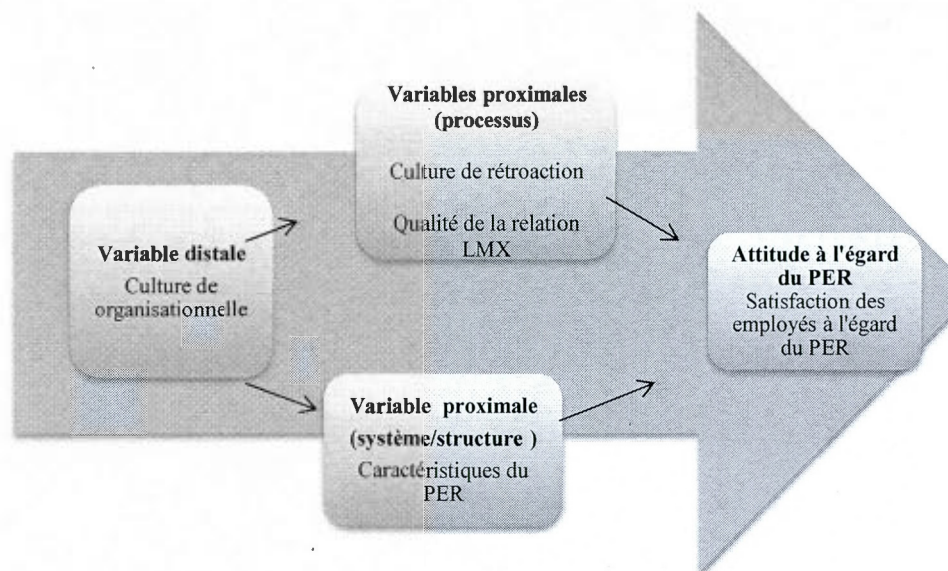 Variables proximales
(processus)
Culture de rétroaction
Qualité de la relation
LMX
Variable distale
Culture de
organisationnelle
Attitude à l'égard
du PER
Satisfaction des
employés à l'égard
du PER
Variable proximale
(système/structure )
Caractéristiques du
PER